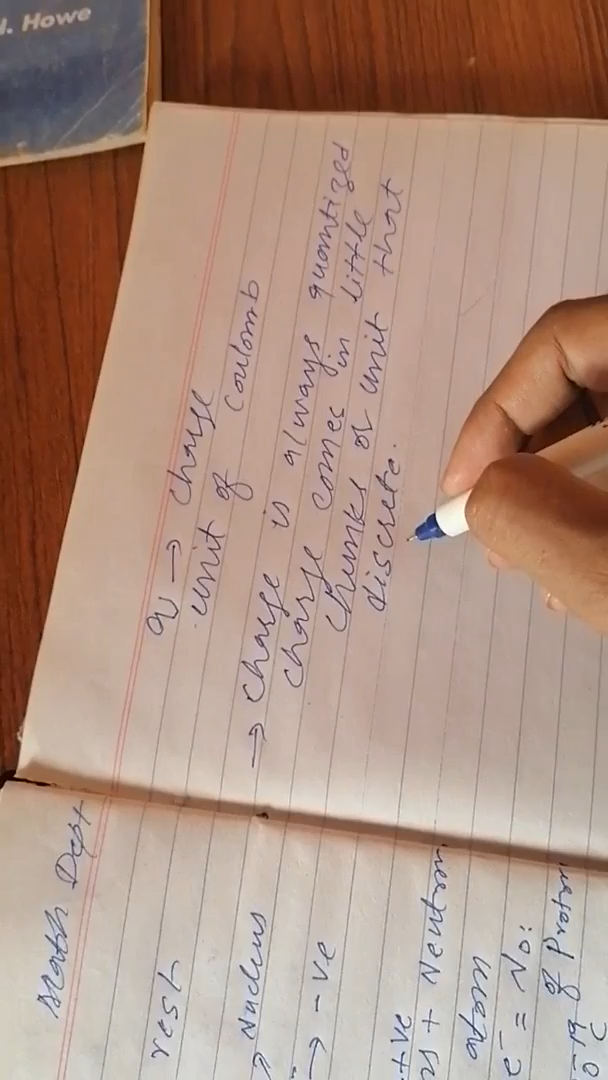 J. Howe
q → charge
unit of coulomb
→ charge is always quantized
charge comes in little
chunks or unit that
discrete.
Math Dept
rest
Nucleus
→ -ve
+ve
+ Neutron
atom
e⁻ = No:
of Proton
C